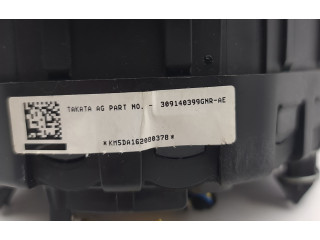 TAKATA AG PART NO. - 309140399GNR-AE
*KM5DA162080378*